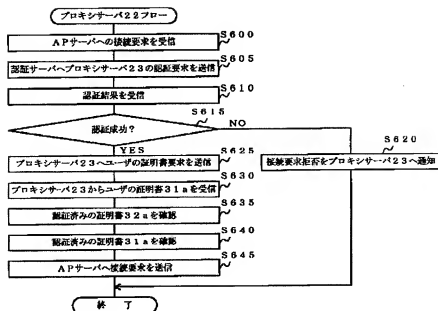 プロキシサーバ22フロー
S600
APサーバへの接続要求を受信
S605
認証サーバへプロキシサーバ23の認証要求を送信
S610
認証結果を受信
S615
認証成功?
NO
YES
S620
接続要求拒否をプロキシサーバ23へ通知
S625
プロキシサーバ23へユーザの証明書要求を送信
S630
プロキシサーバ23からユーザの証明書31aを受信
S635
認証済みの証明書32aを確認
S640
認証済みの証明書31aを確認
S645
APサーバへ接続要求を送信
終了